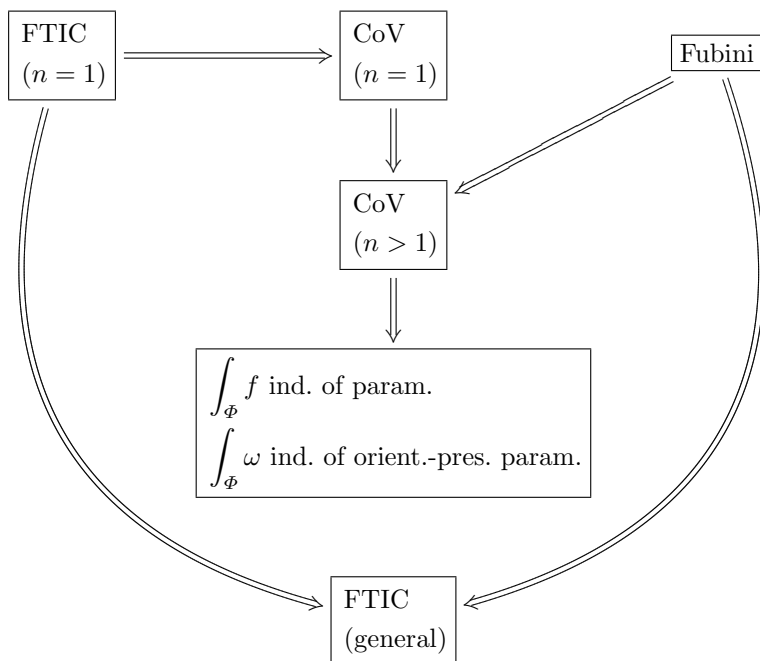 FTIC
(n = 1)
CoV
(n = 1)
Fubini
CoV
(n > 1)
∫_Φ f ind. of param.
∫_Φ ω ind. of orient.-pres. param.
FTIC
(general)